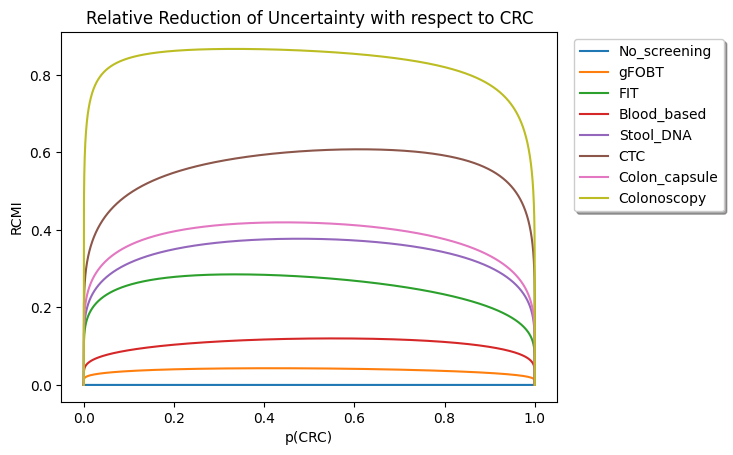 Relative Reduction of Uncertainty with respect to CRC
RCMI
0.8
0.6
0.4
0.2
0.0
0.0 0.2 0.4 0.6 0.8 1.0
p(CRC)
No_screening
gFOBT
FIT
Blood_based
Stool_DNA
CTC
Colon_capsule
Colonoscopy